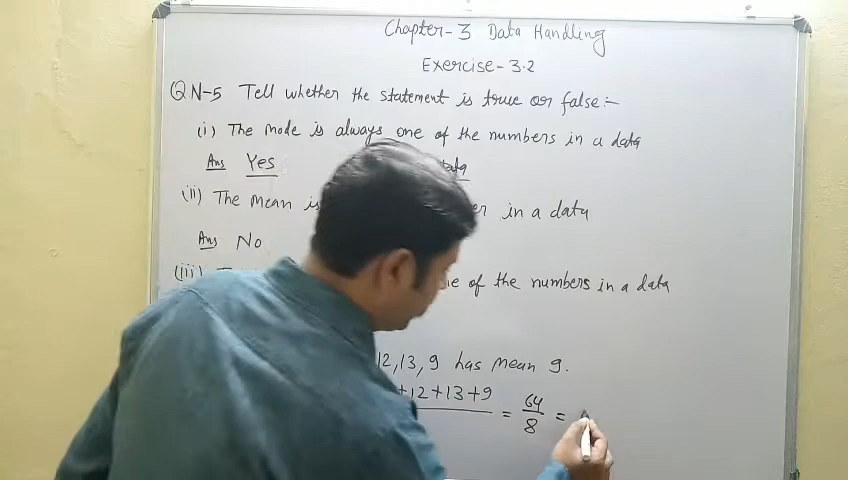 Chapter-3 Data Handling
Exercise-3.2
QN-5 Tell whether the statement is true or false:-
(i) The mode is always one of the numbers in a data
Ans Yes data
(ii) The mean is in a data
Ans No
(iii) of the numbers in a data
12, 13, 9 has mean 9.
+12+13+9 = 64/8 =